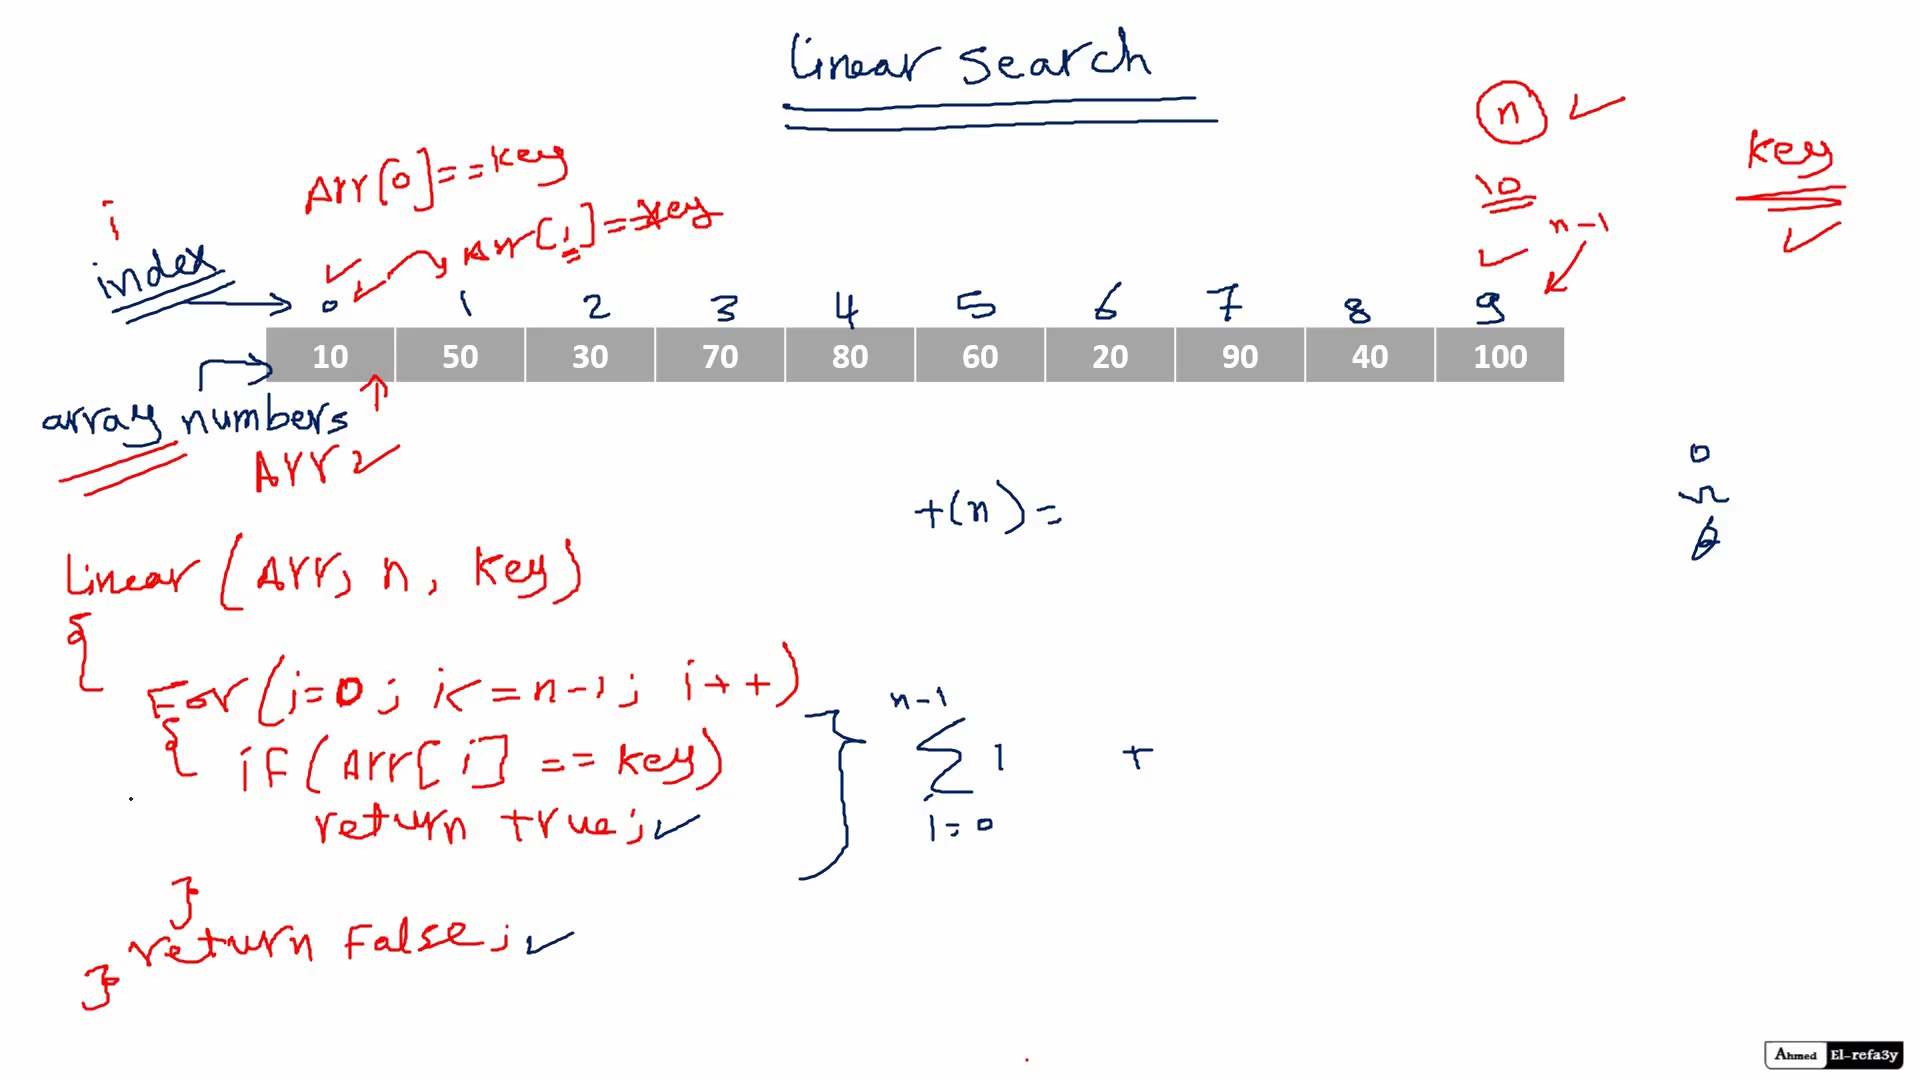 Linear Search
n
key
10
n-1
Arr[0]==key
Arr[1]==key
i
index
0 1 2 3 4 5 6 7 8 9
10 50 30 70 80 60 20 90 40 100
array numbers
Arr
O
Ω
θ
t(n)=
Linear (Arr, n, key)
{
For(i=0; i<=n-1; i++)
{
if(Arr[i] == key)
return true;
}
return False;
}
n-1
∑ 1 +
i=0
Ahmed El-refa3y